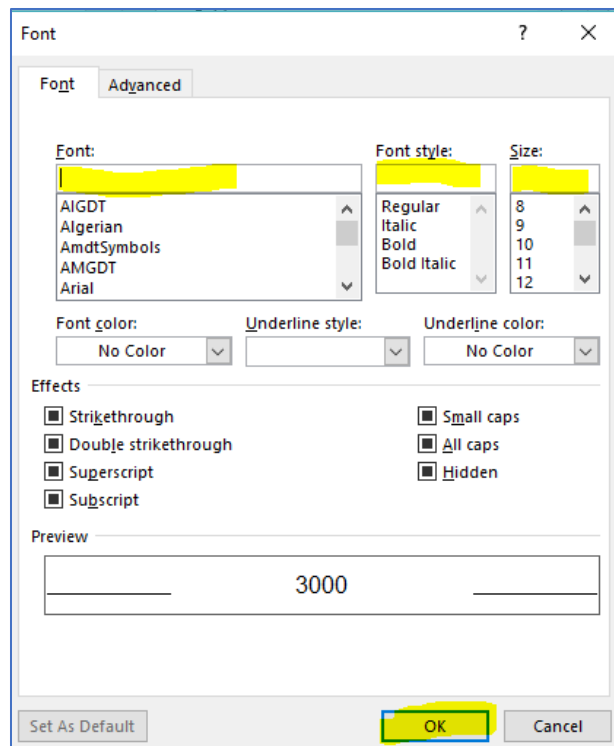 Font ?
Font Advanced
Font: Font style: Size:
AIGDT Regular 8
Algerian Italic 9
AmdtSymbols Bold 10
AMGDT Bold Italic 11
Arial 12
Font color: Underline style: Underline color:
No Color No Color
Effects
Strikethrough Small caps
Double strikethrough All caps
Superscript Hidden
Subscript
Preview
3000
Set As Default OK Cancel